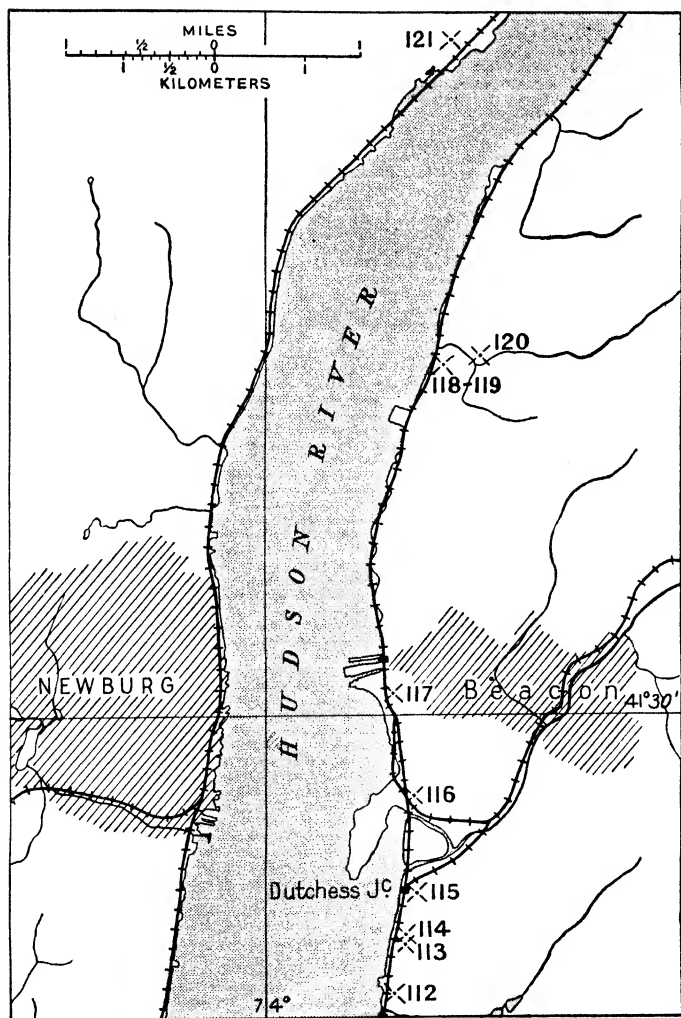 MILES
1 ½ 0 1
1 ½ 0 1
KILOMETERS
121
HUDSON RIVER
120
118-119
NEWBURG
117
Beacon
41°30'
116
Dutchess Jc.
115
114
113
112
74°